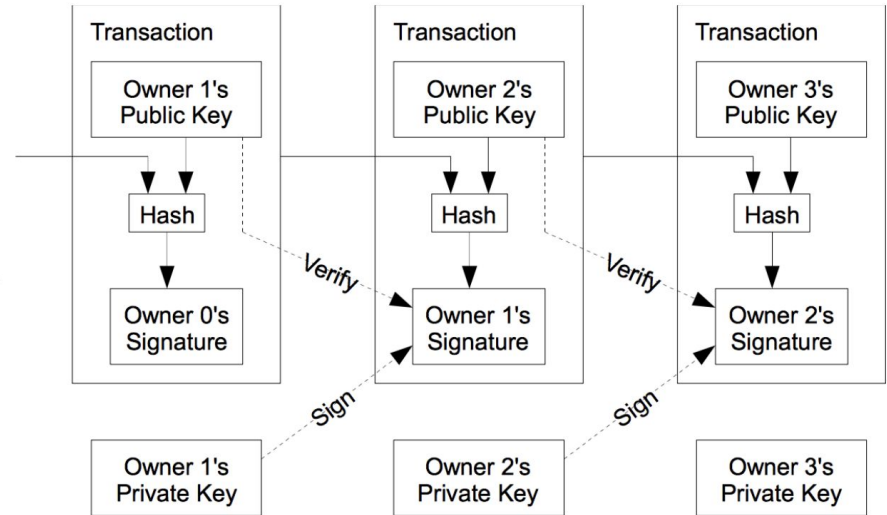 Transaction
Transaction
Transaction
Owner 1's
Public Key
Owner 2's
Public Key
Owner 3's
Public Key
Hash
Hash
Hash
Verify
Verify
Owner 0's
Signature
Owner 1's
Signature
Owner 2's
Signature
Sign
Sign
Owner 1's
Private Key
Owner 2's
Private Key
Owner 3's
Private Key